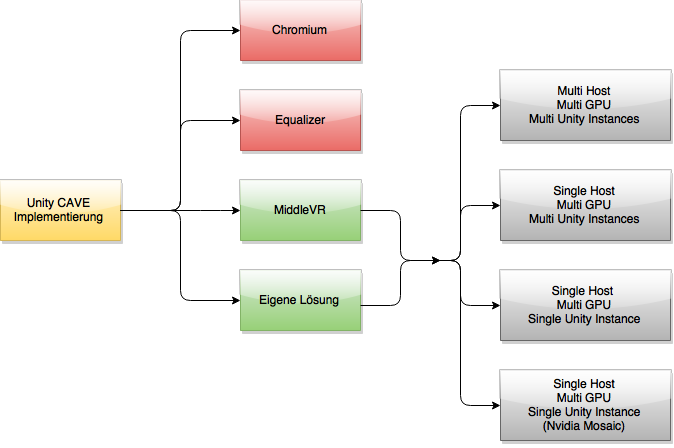 Chromium
Equalizer
Unity CAVE
Implementierung
MiddleVR
Eigene Lösung
Multi Host
Multi GPU
Multi Unity Instances
Single Host
Multi GPU
Multi Unity Instances
Single Host
Multi GPU
Single Unity Instance
Single Host
Multi GPU
Single Unity Instance
(Nvidia Mosaic)